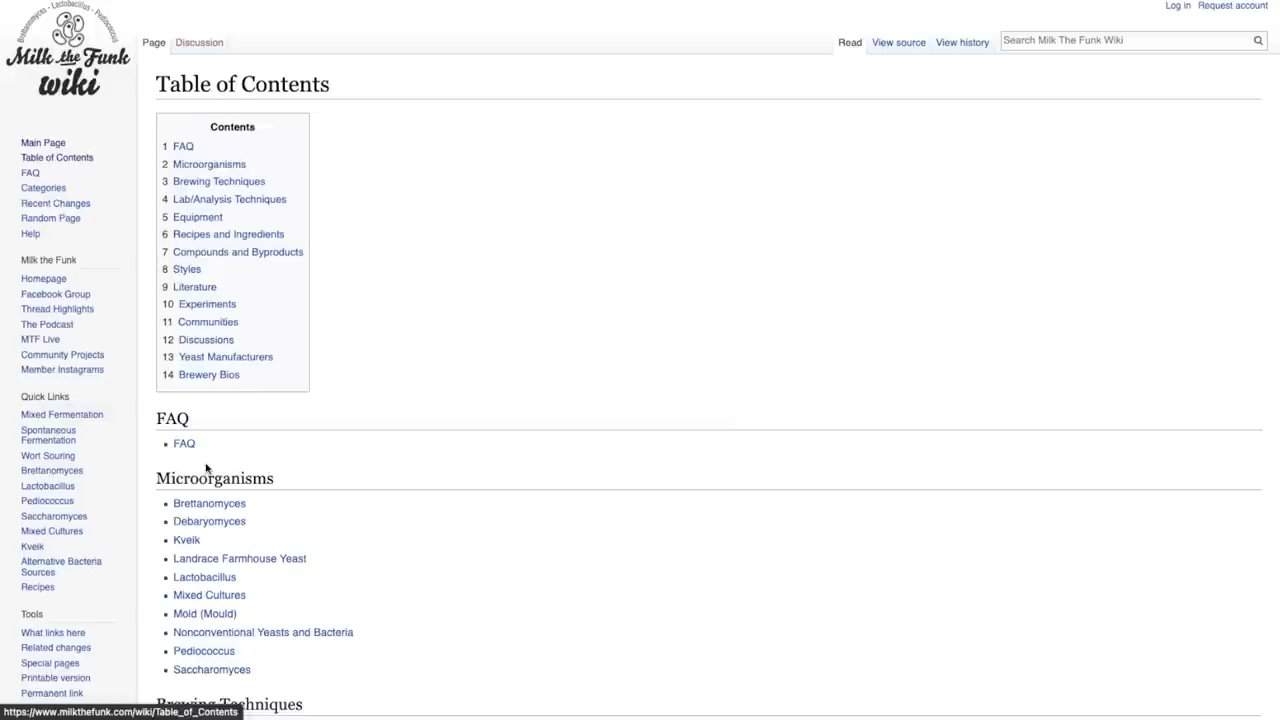 Brettanomyces - Lactobacillus - Pediococcus
Milk the Funk
wiki
Log in Request account
Page Discussion
Read View source View history
Search Milk The Funk Wiki
Main Page
Table of Contents
FAQ
Categories
Recent Changes
Random Page
Help
Milk the Funk
Homepage
Facebook Group
Thread Highlights
The Podcast
MTF Live
Community Projects
Member Instagrams
Quick Links
Mixed Fermentation
Spontaneous
Fermentation
Wort Souring
Brettanomyces
Lactobacillus
Pediococcus
Saccharomyces
Mixed Cultures
Kveik
Alternative Bacteria
Sources
Recipes
Tools
What links here
Related changes
Special pages
Printable version
Permanent link
Table of Contents
Contents
1 FAQ
2 Microorganisms
3 Brewing Techniques
4 Lab/Analysis Techniques
5 Equipment
6 Recipes and Ingredients
7 Compounds and Byproducts
8 Styles
9 Literature
10 Experiments
11 Communities
12 Discussions
13 Yeast Manufacturers
14 Brewery Bios
FAQ
• FAQ
Microorganisms
• Brettanomyces
• Debaryomyces
• Kveik
• Landrace Farmhouse Yeast
• Lactobacillus
• Mixed Cultures
• Mold (Mould)
• Nonconventional Yeasts and Bacteria
• Pediococcus
• Saccharomyces
Brewing Techniques
https://www.milkthefunk.com/wiki/Table_of_Contents